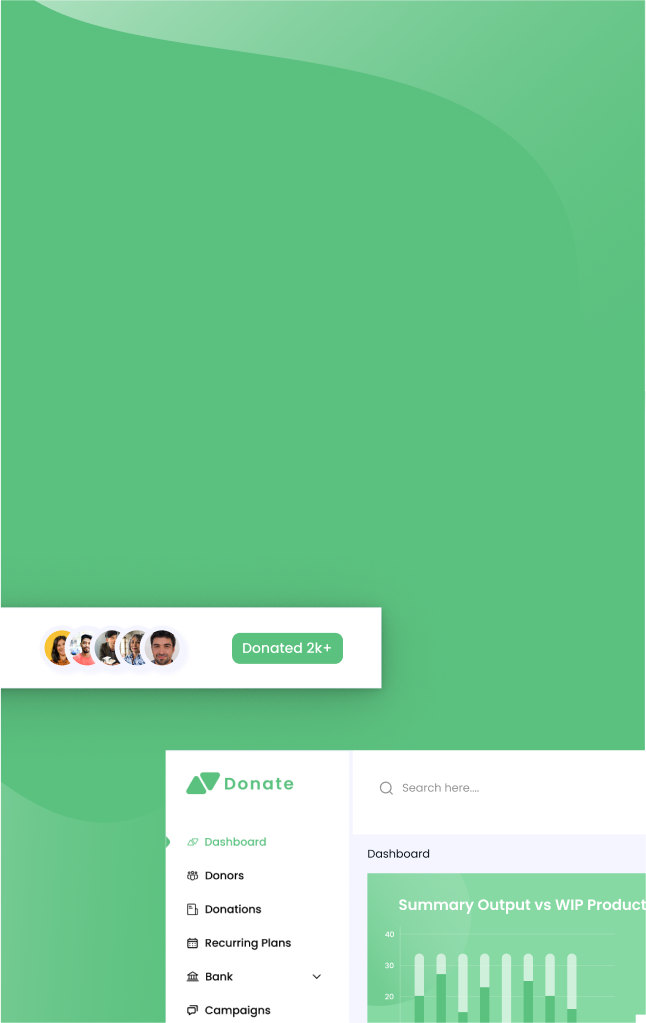 Donated 2k+
Donate
Search here....
Dashboard
Dashboard
Donors
Donations
Recurring Plans
Bank
Campaigns
Summary Output vs WIP Product
40
30
20